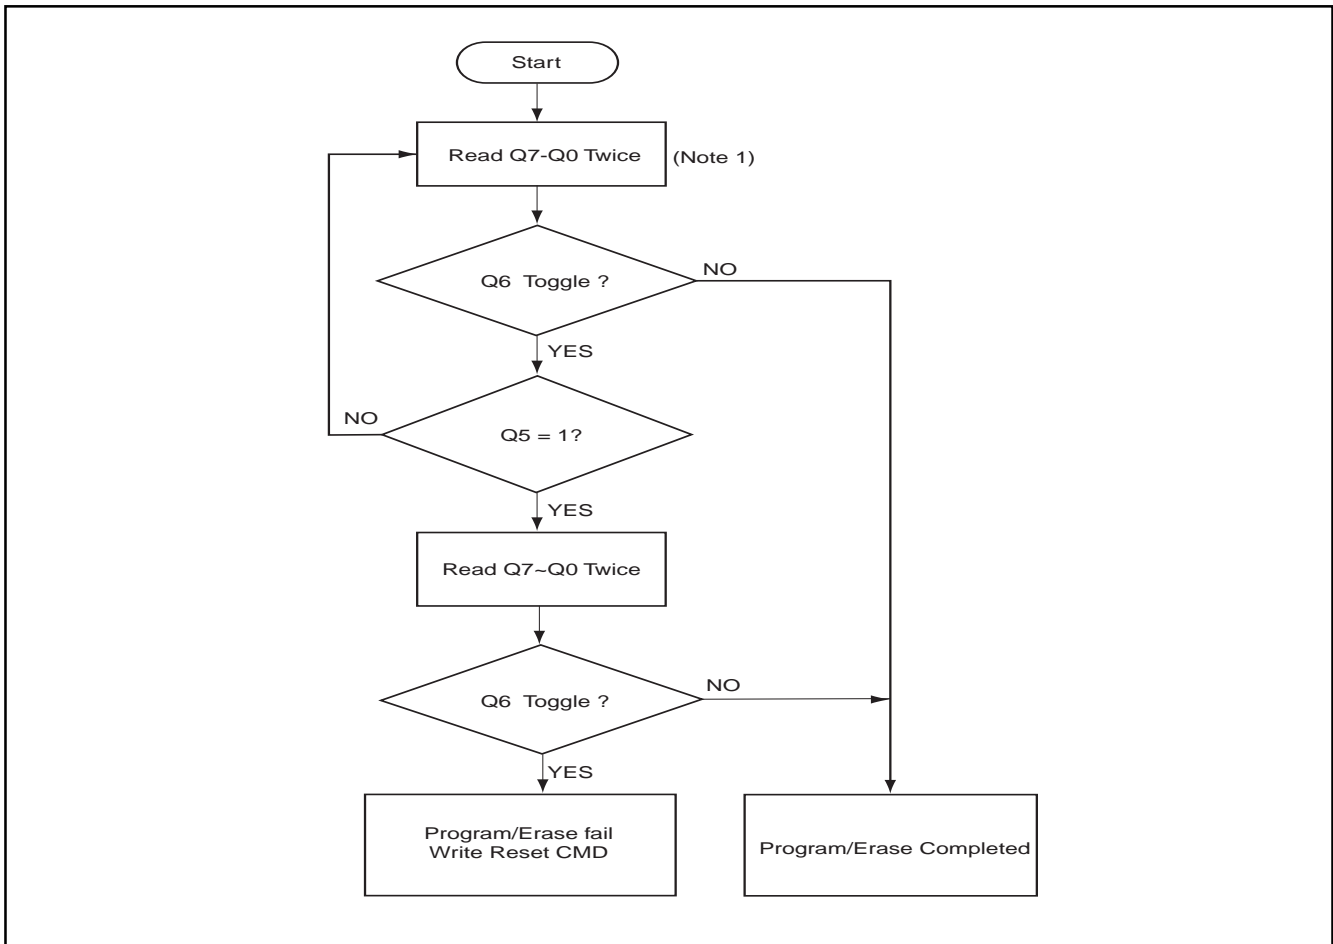 Start
Read Q7-Q0 Twice
(Note 1)
Q6 Toggle ?
NO
YES
NO
Q5 = 1?
YES
Read Q7~Q0 Twice
Q6 Toggle ?
NO
YES
Program/Erase fail
Write Reset CMD
Program/Erase Completed